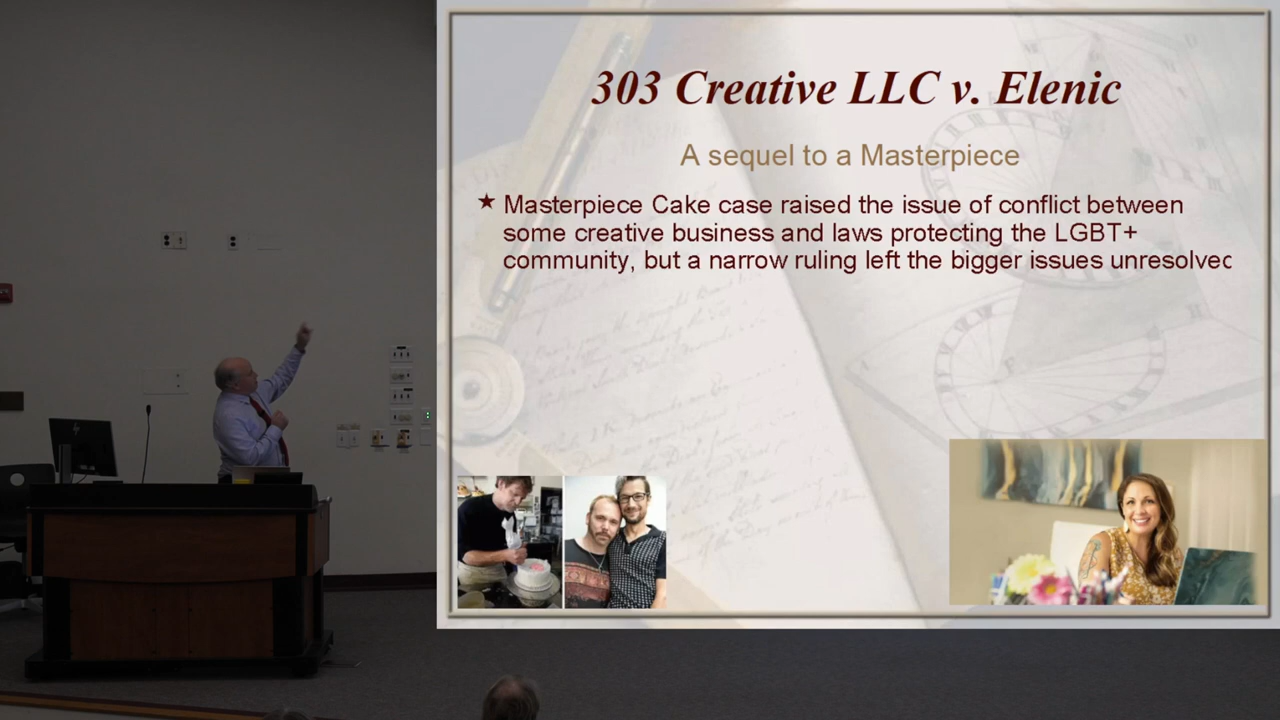 303 Creative LLC v. Elenic
A sequel to a Masterpiece
★ Masterpiece Cake case raised the issue of conflict between
some creative business and laws protecting the LGBT+
community, but a narrow ruling left the bigger issues unresolved